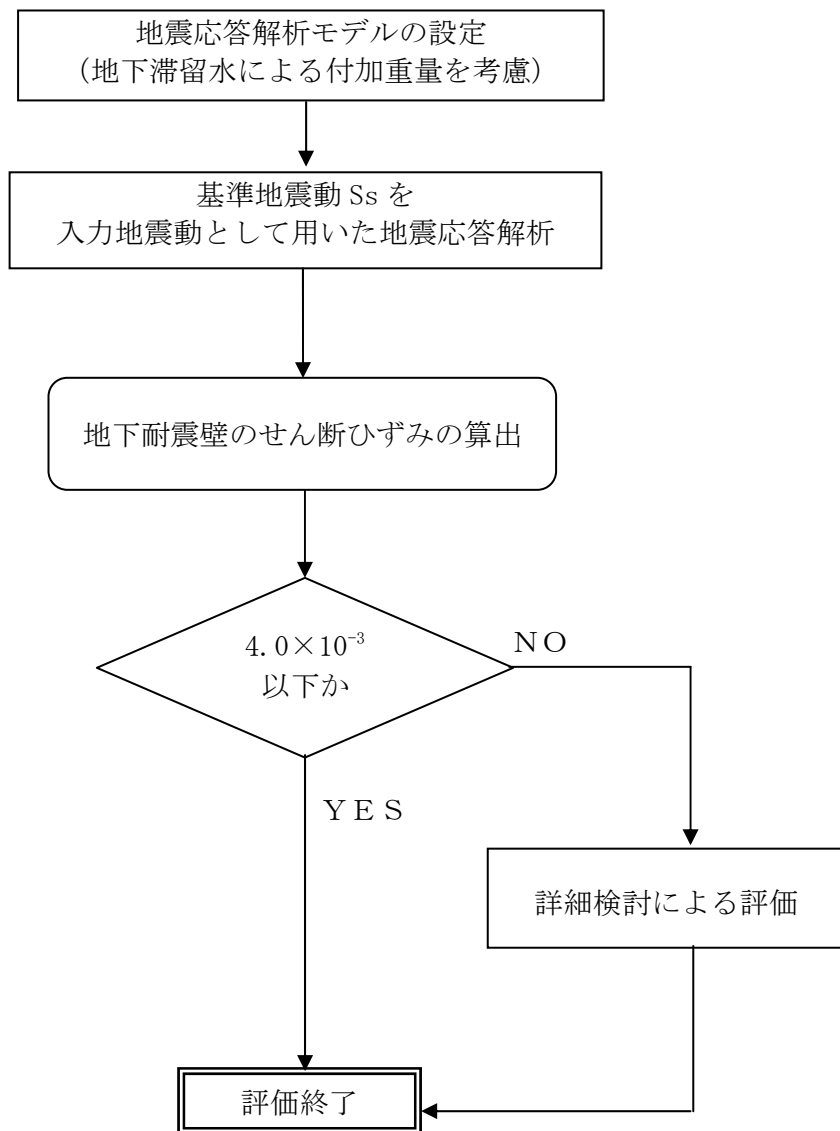 地震応答解析モデルの設定
（地下滞留水による付加重量を考慮）
基準地震動 Ss を
入力地震動として用いた地震応答解析
地下耐震壁のせん断ひずみの算出
4.0×10⁻³
以下か
ＮＯ
ＹＥＳ
詳細検討による評価
評価終了